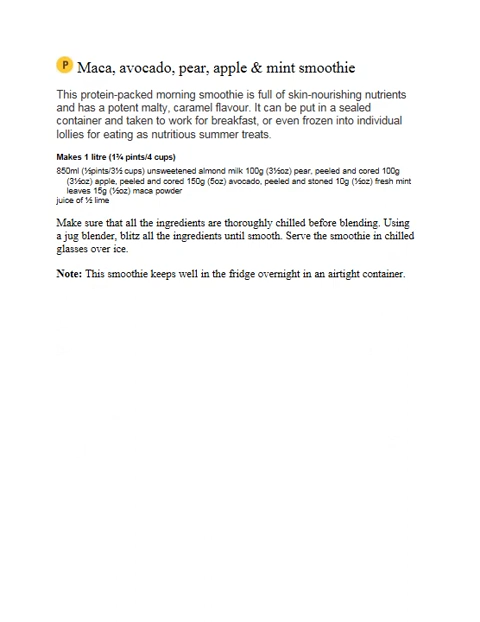 P Maca, avocado, pear, apple & mint smoothie
This protein-packed morning smoothie is full of skin-nourishing nutrients
and has a potent malty, caramel flavour. It can be put in a sealed
container and taken to work for breakfast, or even frozen into individual
lollies for eating as nutritious summer treats.
Makes 1 litre (1¾ pints/4 cups)
850ml (½pints/3½ cups) unsweetened almond milk 100g (3½oz) pear, peeled and cored 100g
(3½oz) apple, peeled and cored 150g (5oz) avocado, peeled and stoned 10g (½oz) fresh mint
leaves 15g (½oz) maca powder
juice of ½ lime
Make sure that all the ingredients are thoroughly chilled before blending. Using
a jug blender, blitz all the ingredients until smooth. Serve the smoothie in chilled
glasses over ice.
Note: This smoothie keeps well in the fridge overnight in an airtight container.